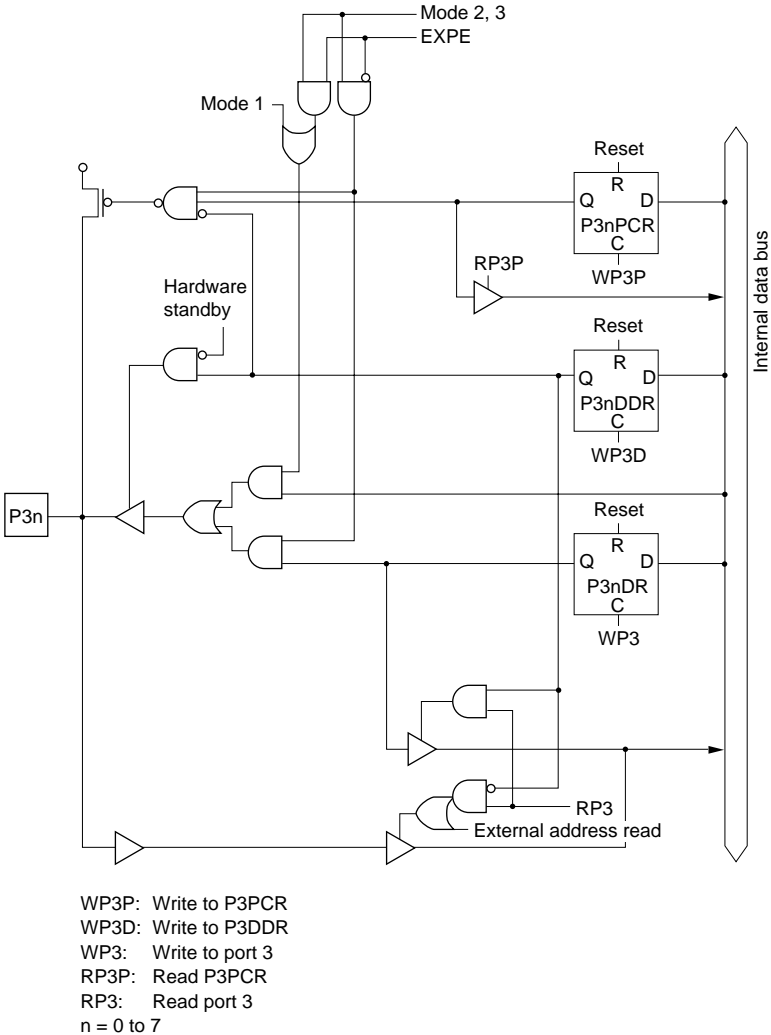 Mode 2, 3
EXPE
Mode 1
Reset
R
Q D
P3nPCR
C
WP3P
RP3P
Hardware
standby
Reset
R
Q D
P3nDDR
C
WP3D
Internal data bus
P3n
Reset
R
Q D
P3nDR
C
WP3
RP3
External address read
WP3P: Write to P3PCR
WP3D: Write to P3DDR
WP3: Write to port 3
RP3P: Read P3PCR
RP3: Read port 3
n = 0 to 7